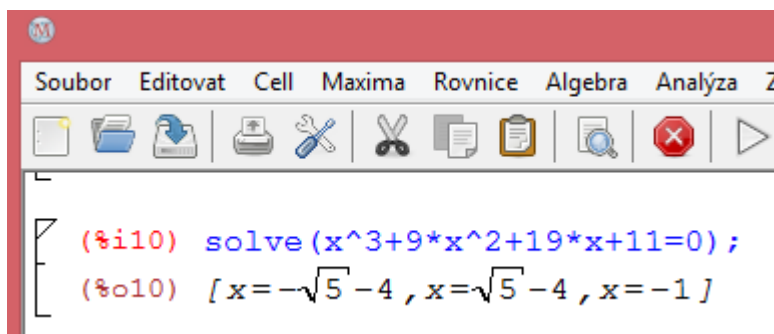 Soubor Editovat Cell Maxima Rovnice Algebra Analýza Z
(%i10) solve(x^3+9*x^2+19*x+11=0);
(%o10) [x=-√5-4,x=√5-4,x=-1]